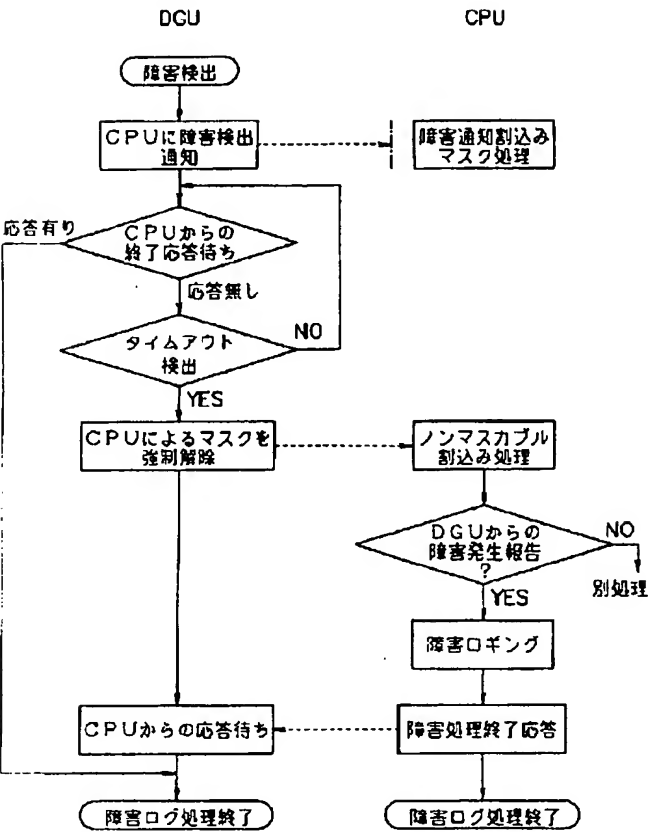 DGU
CPU
障害検出
CPUに障害検出
通知
障害通知割込み
マスク処理
応答有り
CPUからの
終了応答待ち
応答無し
タイムアウト
検出
NO
YES
CPUによるマスクを
強制解除
ノンマスカブル
割込み処理
DGUからの
障害発生報告
?
NO
別処理
YES
障害ロギング
CPUからの応答待ち
障害処理終了応答
障害ログ処理終了
障害ログ処理終了